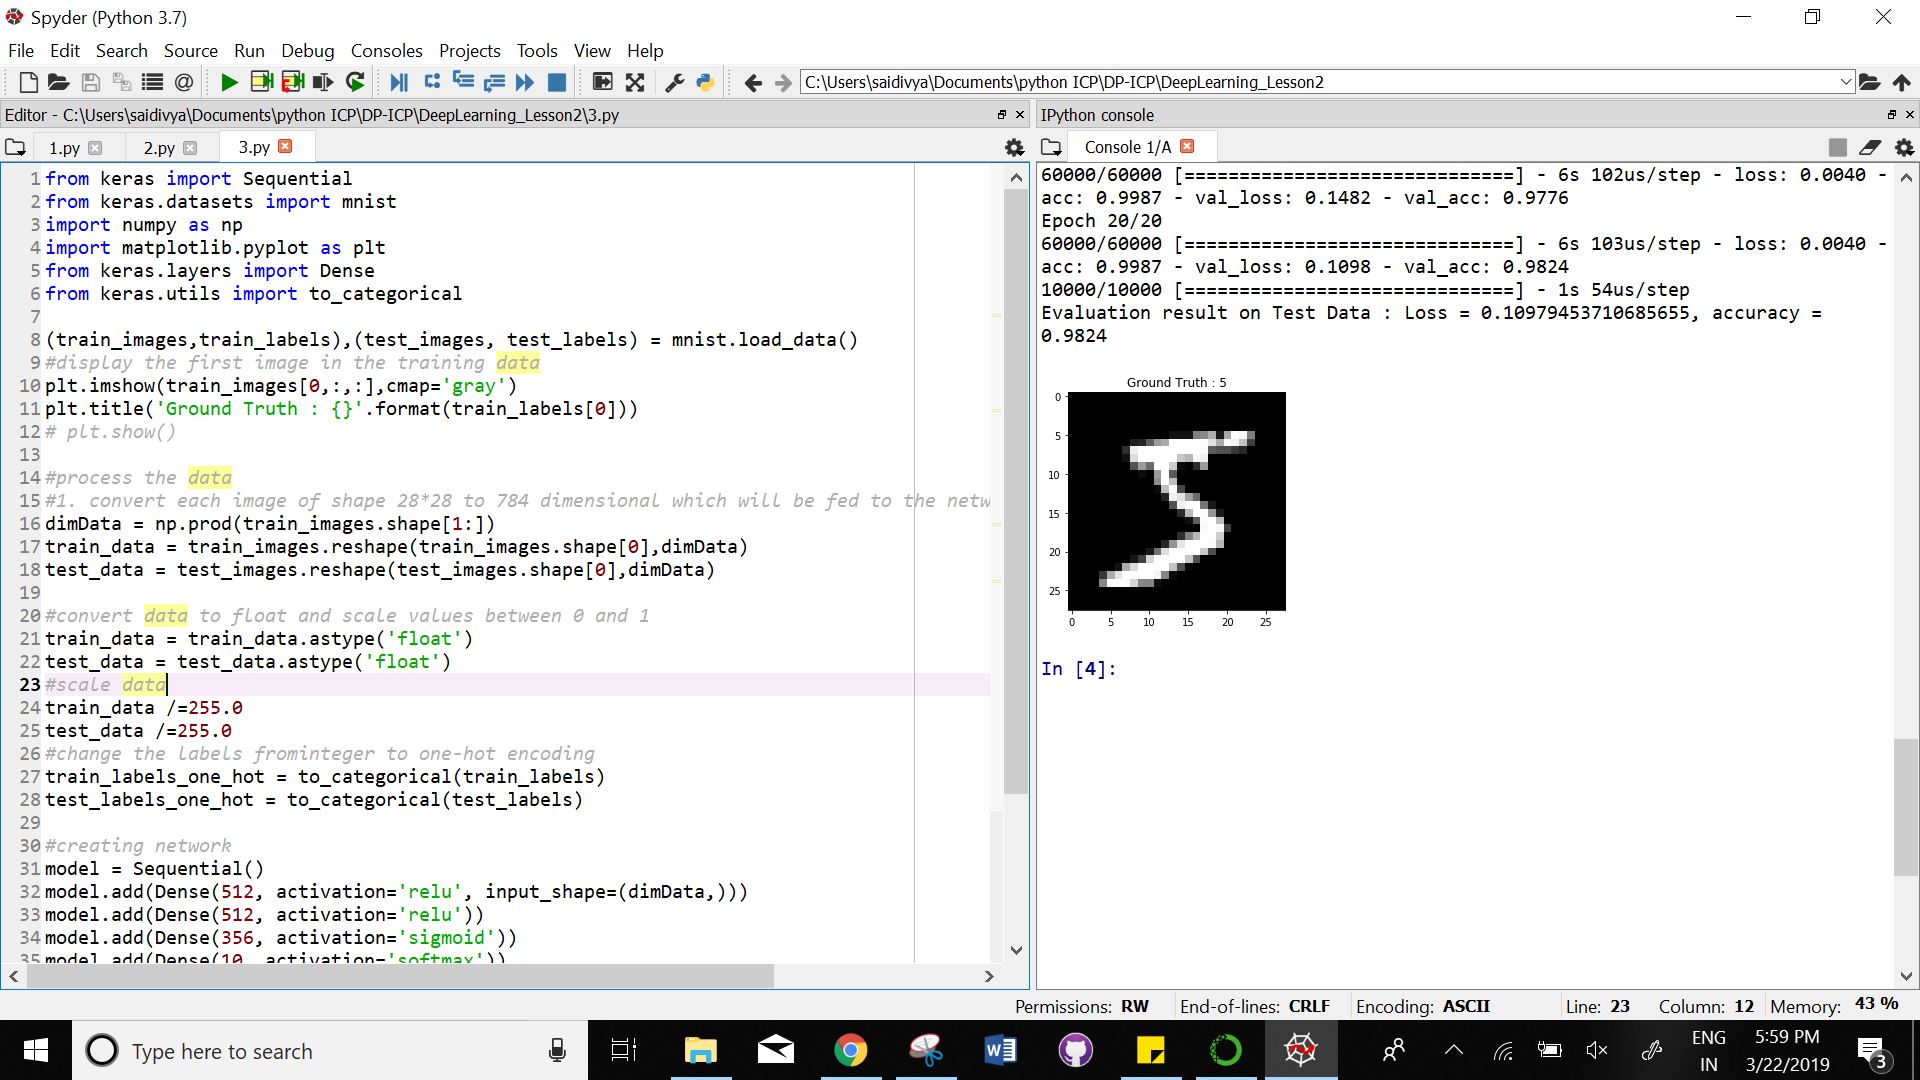 Spyder (Python 3.7)
File Edit Search Source Run Debug Consoles Projects Tools View Help
C:\Users\saidivya\Documents\python ICP\DP-ICP\DeepLearning_Lesson2
Editor - C:\Users\saidivya\Documents\python ICP\DP-ICP\DeepLearning_Lesson2\3.py
1.py 2.py 3.py
1 from keras import Sequential
2 from keras.datasets import mnist
3 import numpy as np
4 import matplotlib.pyplot as plt
5 from keras.layers import Dense
6 from keras.utils import to_categorical
7
8 (train_images,train_labels),(test_images, test_labels) = mnist.load_data()
9 #display the first image in the training data
10 plt.imshow(train_images[0,:,:],cmap='gray')
11 plt.title('Ground Truth : {}'.format(train_labels[0]))
12 # plt.show()
13
14 #process the data
15 #1. convert each image of shape 28*28 to 784 dimensional which will be fed to the netw
16 dimData = np.prod(train_images.shape[1:])
17 train_data = train_images.reshape(train_images.shape[0],dimData)
18 test_data = test_images.reshape(test_images.shape[0],dimData)
19
20 #convert data to float and scale values between 0 and 1
21 train_data = train_data.astype('float')
22 test_data = test_data.astype('float')
23 #scale data
24 train_data /=255.0
25 test_data /=255.0
26 #change the labels frominteger to one-hot encoding
27 train_labels_one_hot = to_categorical(train_labels)
28 test_labels_one_hot = to_categorical(test_labels)
29
30 #creating network
31 model = Sequential()
32 model.add(Dense(512, activation='relu', input_shape=(dimData,)))
33 model.add(Dense(512, activation='relu'))
34 model.add(Dense(356, activation='sigmoid'))
35 model.add(Dense(10, activation='softmax'))
IPython console
Console 1/A
60000/60000 [==============================] - 6s 102us/step - loss: 0.0040 -
acc: 0.9987 - val_loss: 0.1482 - val_acc: 0.9776
Epoch 20/20
60000/60000 [==============================] - 6s 103us/step - loss: 0.0040 -
acc: 0.9987 - val_loss: 0.1098 - val_acc: 0.9824
10000/10000 [==============================] - 1s 54us/step
Evaluation result on Test Data : Loss = 0.10979453710685655, accuracy =
0.9824
Ground Truth : 5
0
5
10
15
20
25
0 5 10 15 20 25
In [4]:
Permissions: RW End-of-lines: CRLF Encoding: ASCII Line: 23 Column: 12 Memory: 43 %
Type here to search
ENG
IN
5:59 PM
3/22/2019
3